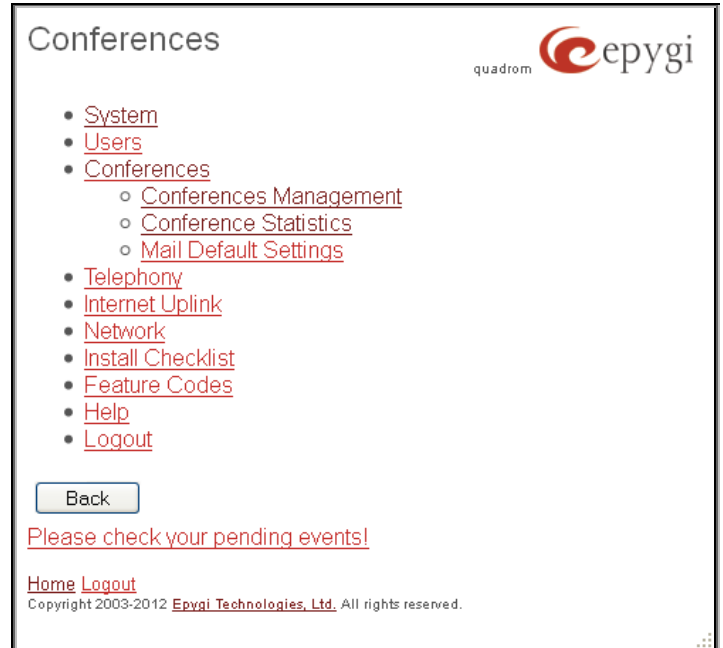 Conferences
quadrom epygi
System
Users
Conferences
Conferences Management
Conference Statistics
Mail Default Settings
Telephony
Internet Uplink
Network
Install Checklist
Feature Codes
Help
Logout
Back
Please check your pending events!
Home Logout
Copyright 2003-2012 Epygi Technologies, Ltd. All rights reserved.